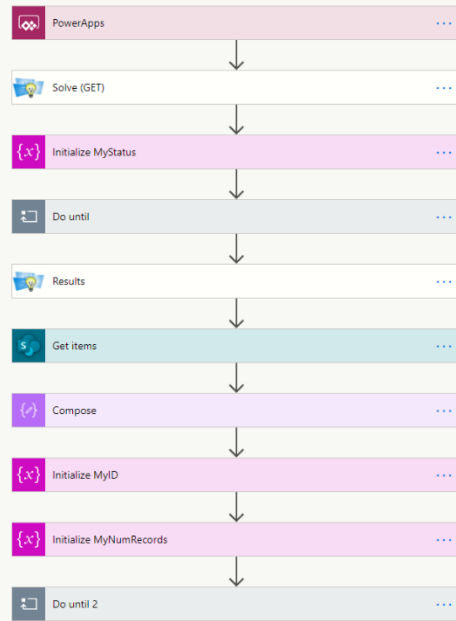 PowerApps
Solve (GET)
{x} Initialize MyStatus
Do until
Results
S Get items
Compose
{x} Initialize MyID
{x} Initialize MyNumRecords
Do until 2